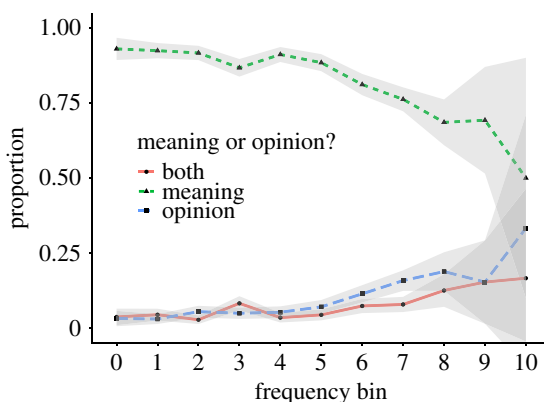 1.00
0.75
0.50
0.25
0
proportion
meaning or opinion?
both
meaning
opinion
0 1 2 3 4 5 6 7 8 9 10
frequency bin